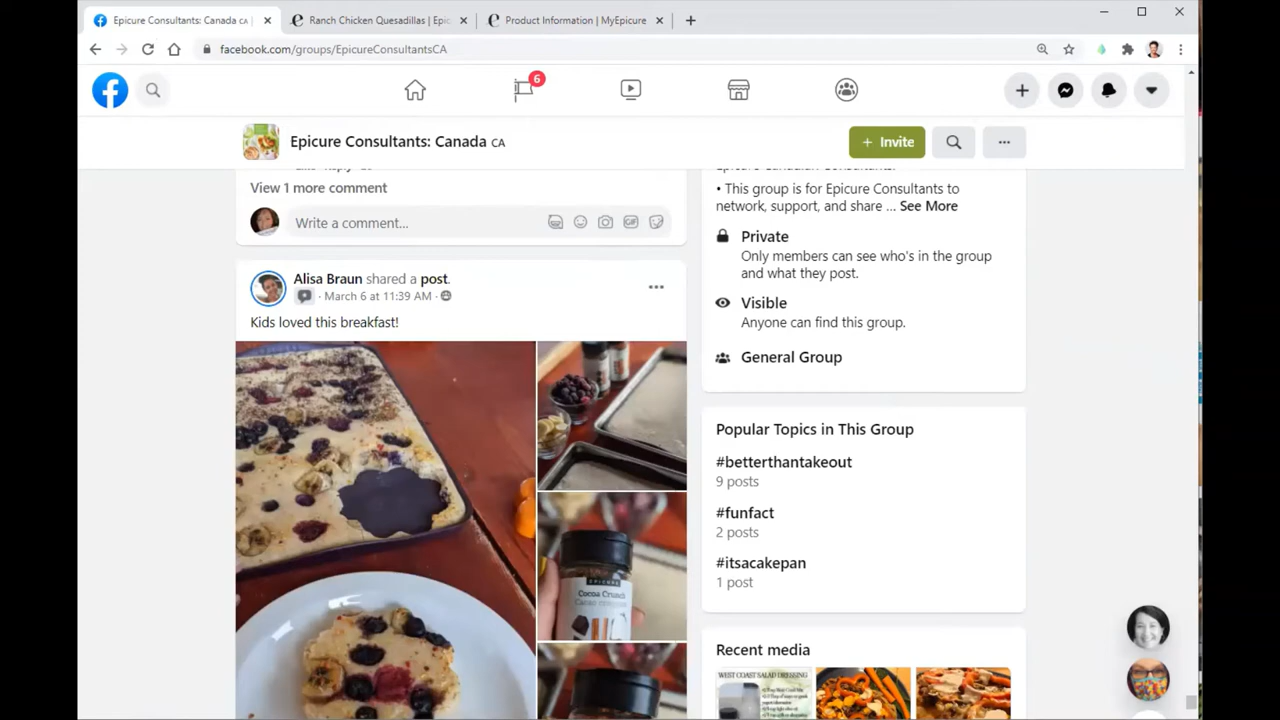 Epicure Consultants: Canada CA
Ranch Chicken Quesadillas | Epic
Product Information | MyEpicure
facebook.com/groups/EpicureConsultantsCA
6
Epicure Consultants: Canada CA
+ Invite
View 1 more comment
Write a comment...
GIF
Alisa Braun shared a post.
· March 6 at 11:39 AM ·
Kids loved this breakfast!
EPICURE
Cocoa Crunch
Epicure Canadian Consultants.
• This group is for Epicure Consultants to
network, support, and share ... See More
Private
Only members can see who's in the group
and what they post.
Visible
Anyone can find this group.
General Group
Popular Topics in This Group
#betterthantakeout
9 posts
#funfact
2 posts
#itsacakepan
1 post
Recent media
WEST COAST SALAD DRESSING